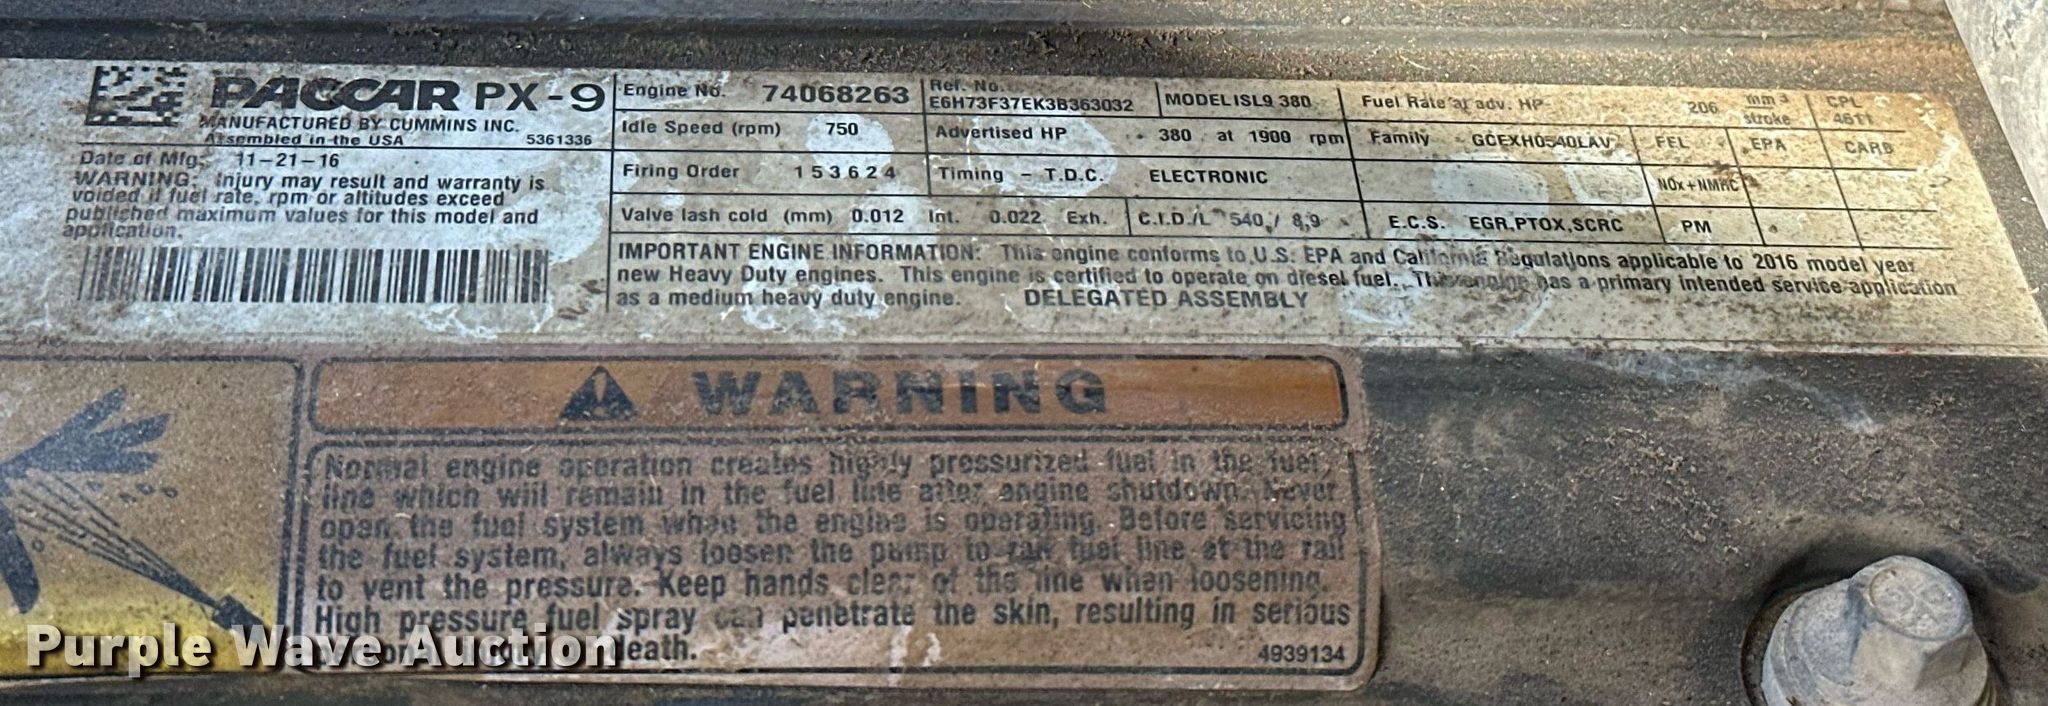 PACCAR PX-9
MANUFACTURED BY CUMMINS INC.
Assembled in the USA 5361336
Date of Mfg: 11-21-16
WARNING: Injury may result and warranty is
voided if fuel rate, rpm or altitudes exceed
published maximum values for this model and
application.
Engine No. 74068263
Ref. No.
E6H73F37EK3B363032
MODEL ISL9 380
Fuel Rate at adv. HP 206 mm3
stroke
CPL
4611
Idle Speed (rpm) 750
Advertised HP 380 at 1900 rpm
Family GCEXH0540LAV FEL EPA CARB
Firing Order 1 5 3 6 2 4
Timing - T.D.C. ELECTRONIC
NOx+NMHC
Valve lash cold (mm) 0.012 Int. 0.022 Exh.
C.I.D./L 540 / 8.9
E.C.S. EGR,PTOX,SCRC PM
IMPORTANT ENGINE INFORMATION: This engine conforms to U.S. EPA and California Regulations applicable to 2016 model year
new Heavy Duty engines. This engine is certified to operate on diesel fuel. This engine has a primary intended service application
as a medium heavy duty engine. DELEGATED ASSEMBLY
WARNING
Normal engine operation creates highly pressurized fuel in the fuel
line which will remain in the fuel line after engine shutdown. Never
open the fuel system when the engine is operating. Before servicing
the fuel system, always loosen the pump to rail fuel line at the rail
to vent the pressure. Keep hands clear of the line when loosening.
High pressure fuel spray can penetrate the skin, resulting in serious
death.
4939134
Purple Wave Auction